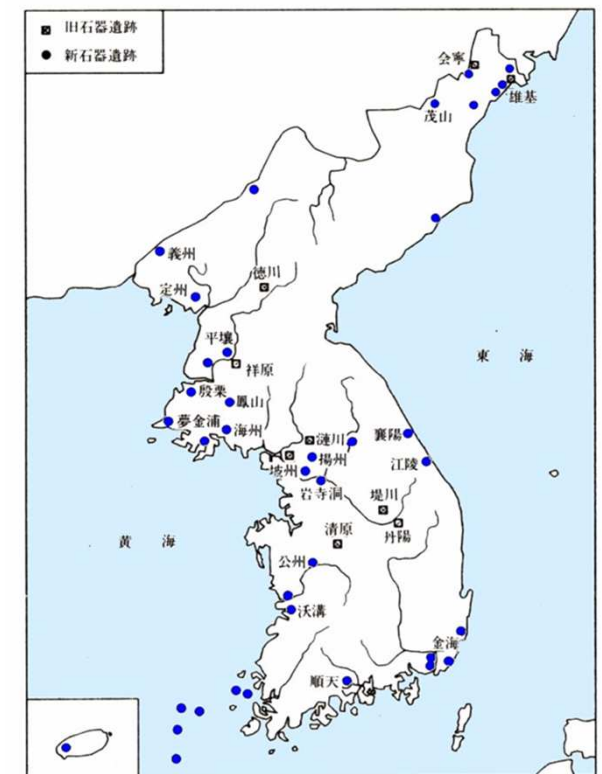 旧石器遺跡
新石器遺跡
会寧
雄基
茂山
義州
徳川
定州
平壌
祥原
殷栗
鳳山
夢金浦
海州
漣川
襄陽
揚州
江陵
坡州
岩寺洞
堤川
丹陽
清原
公州
沃溝
金海
順天
東海
黄海